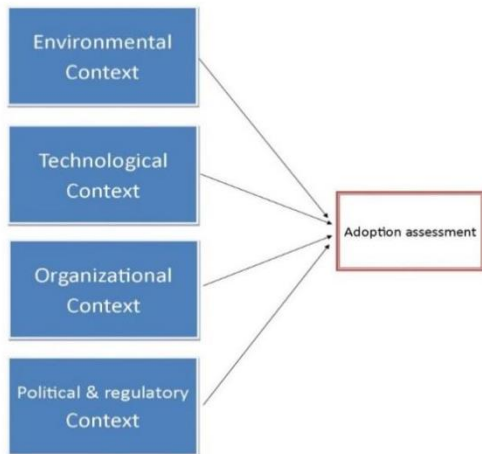 Environmental
Context
Technological
Context
Organizational
Context
Political & regulatory
Context
Adoption assessment